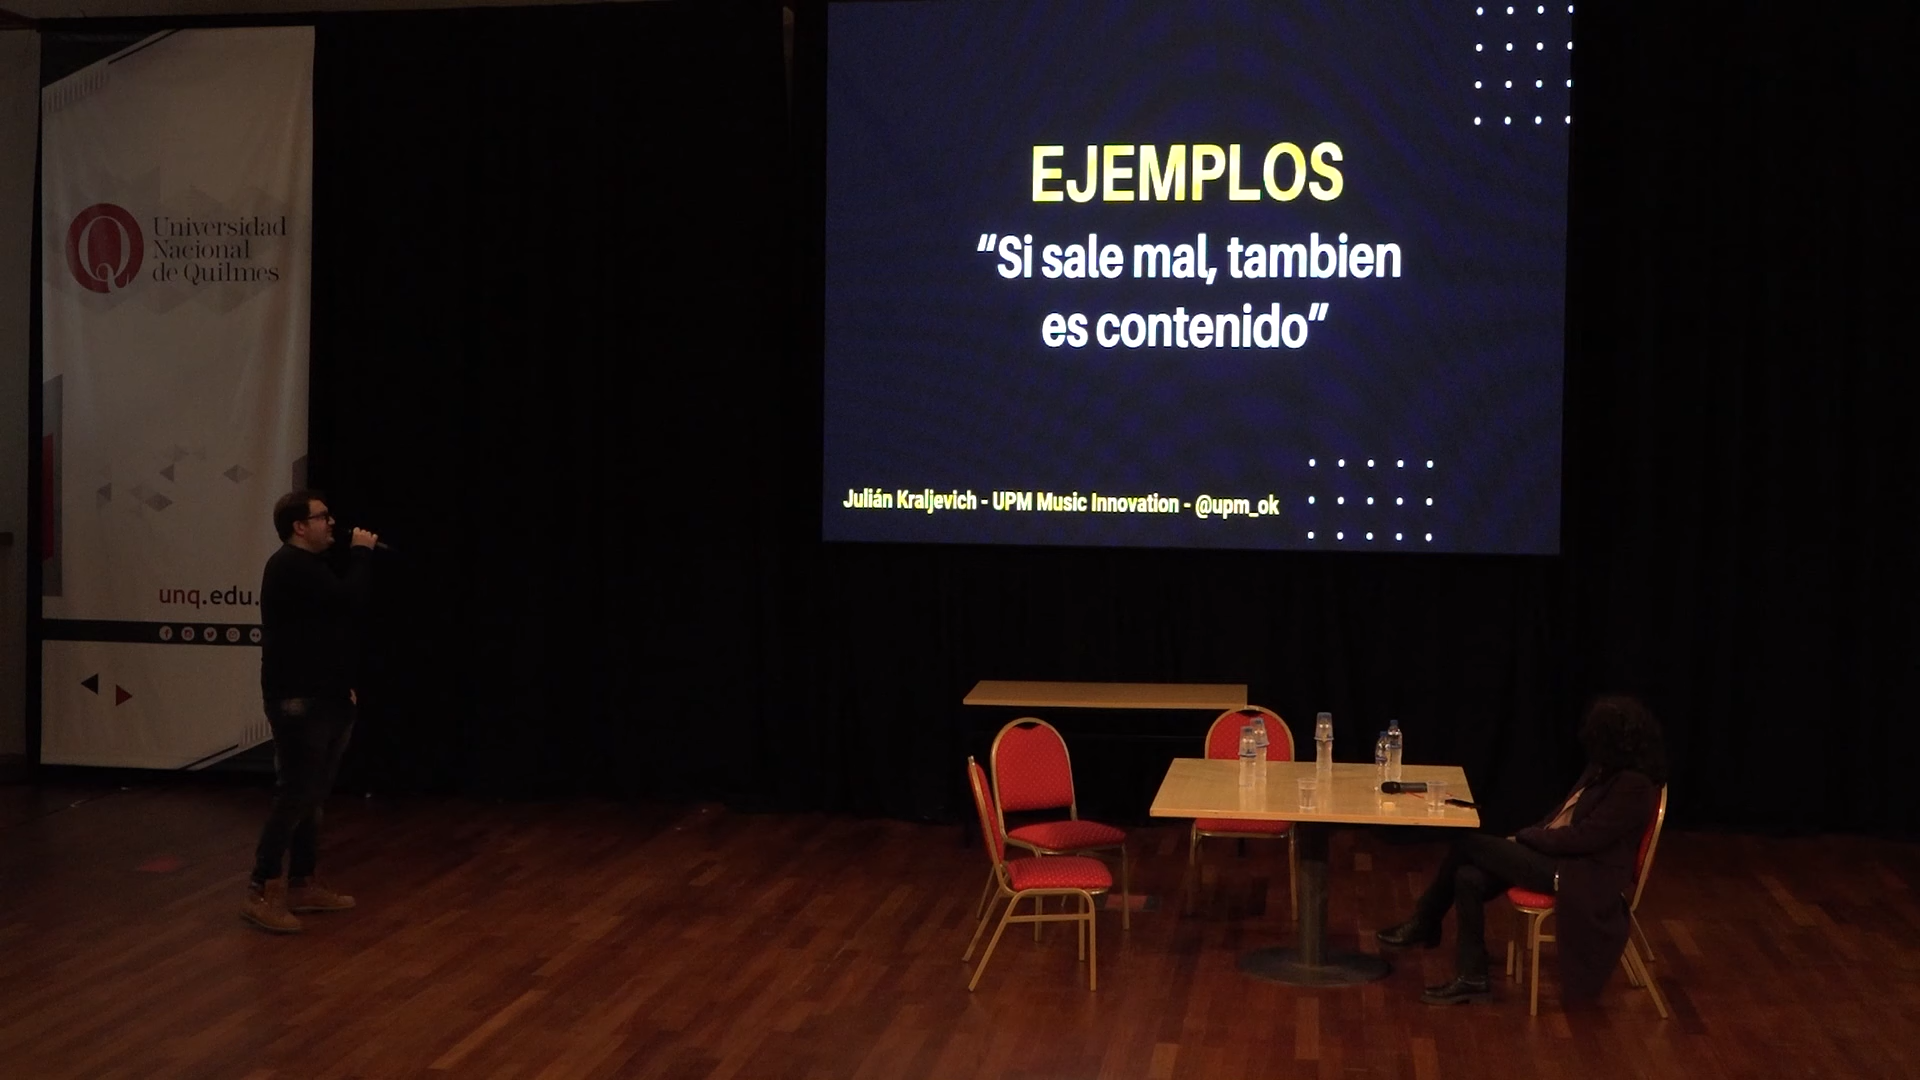 Universidad
Nacional
de Quilmes
unq.edu.
EJEMPLOS
“Si sale mal, tambien
es contenido”
Julián Kraljevich - UPM Music Innovation - @upm_ok